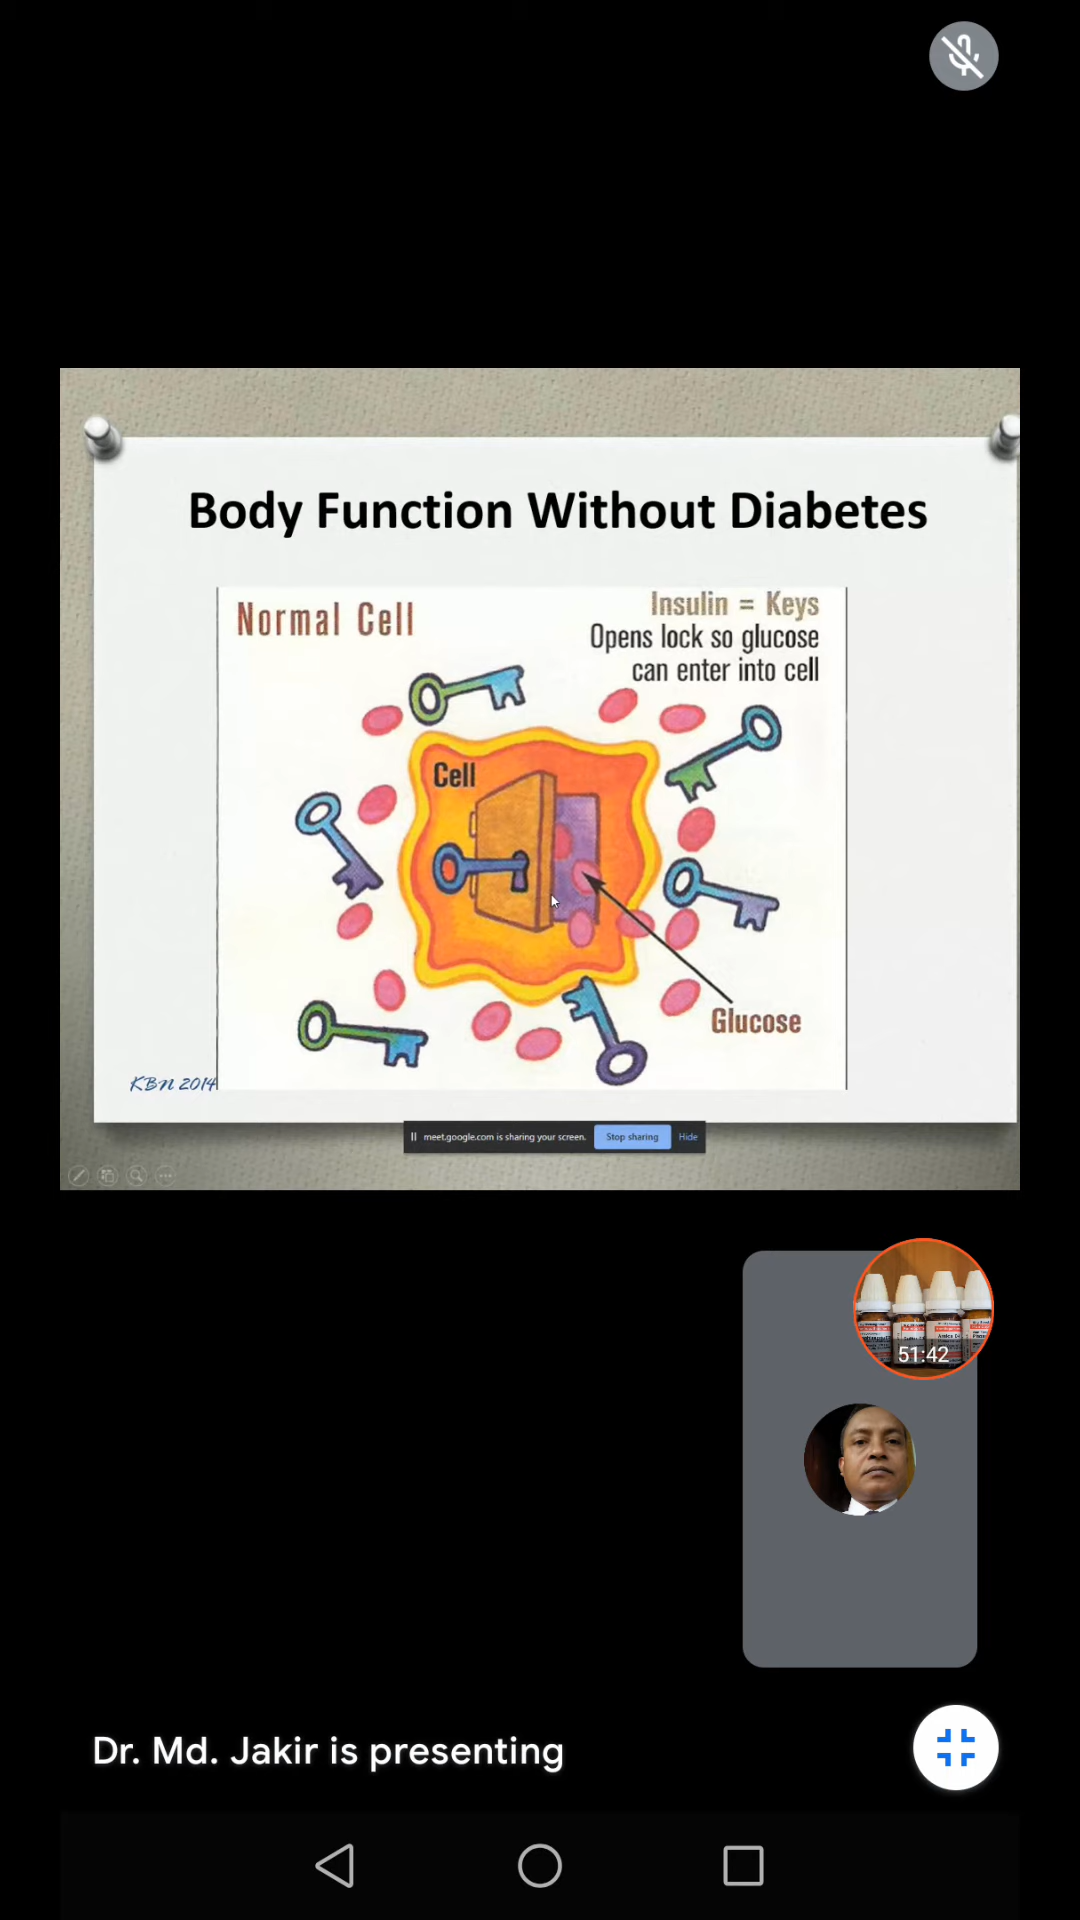 Body Function Without Diabetes
Normal Cell
Insulin = Keys
Opens lock so glucose
can enter into cell
Cell
Glucose
KBN 2014
meet.google.com is sharing your screen.
Stop sharing
Hide
51:42
Dr. Md. Jakir is presenting